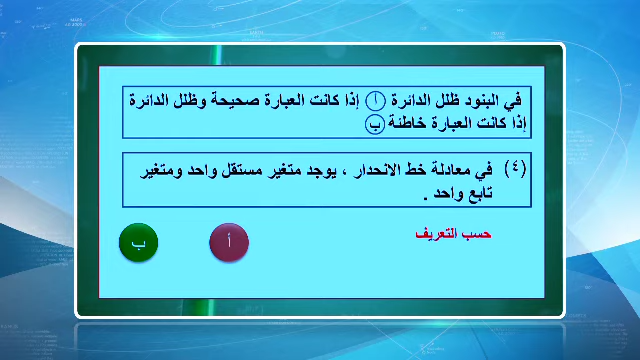 في البنود ظلل الدائرة أ إذا كانت العبارة صحيحة وظلل الدائرة
إذا كانت العبارة خاطئة ب
(٤) في معادلة خط الانحدار ، يوجد متغير مستقل واحد ومتغير
تابع واحد .
حسب التعريف
أ
ب